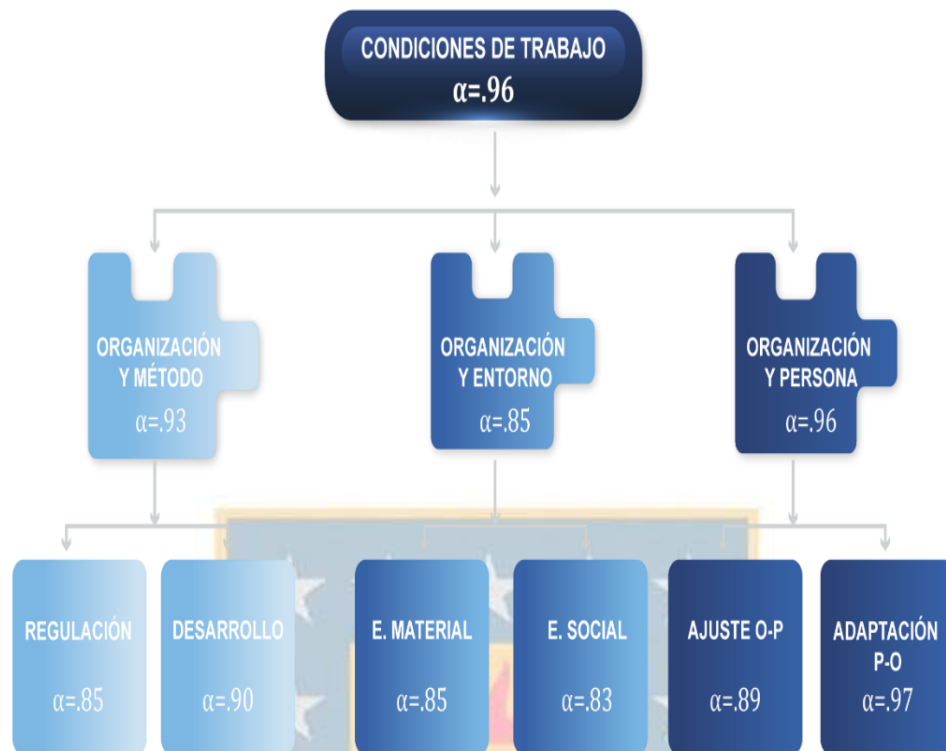 CONDICIONES DE TRABAJO
α=.96
ORGANIZACIÓN
Y MÉTODO
α=.93
ORGANIZACIÓN
Y ENTORNO
α=.85
ORGANIZACIÓN
Y PERSONA
α=.96
REGULACIÓN
α=.85
DESARROLLO
α=.90
E. MATERIAL
α=.85
E. SOCIAL
α=.83
AJUSTE O-P
α=.89
ADAPTACIÓN
P-O
α=.97